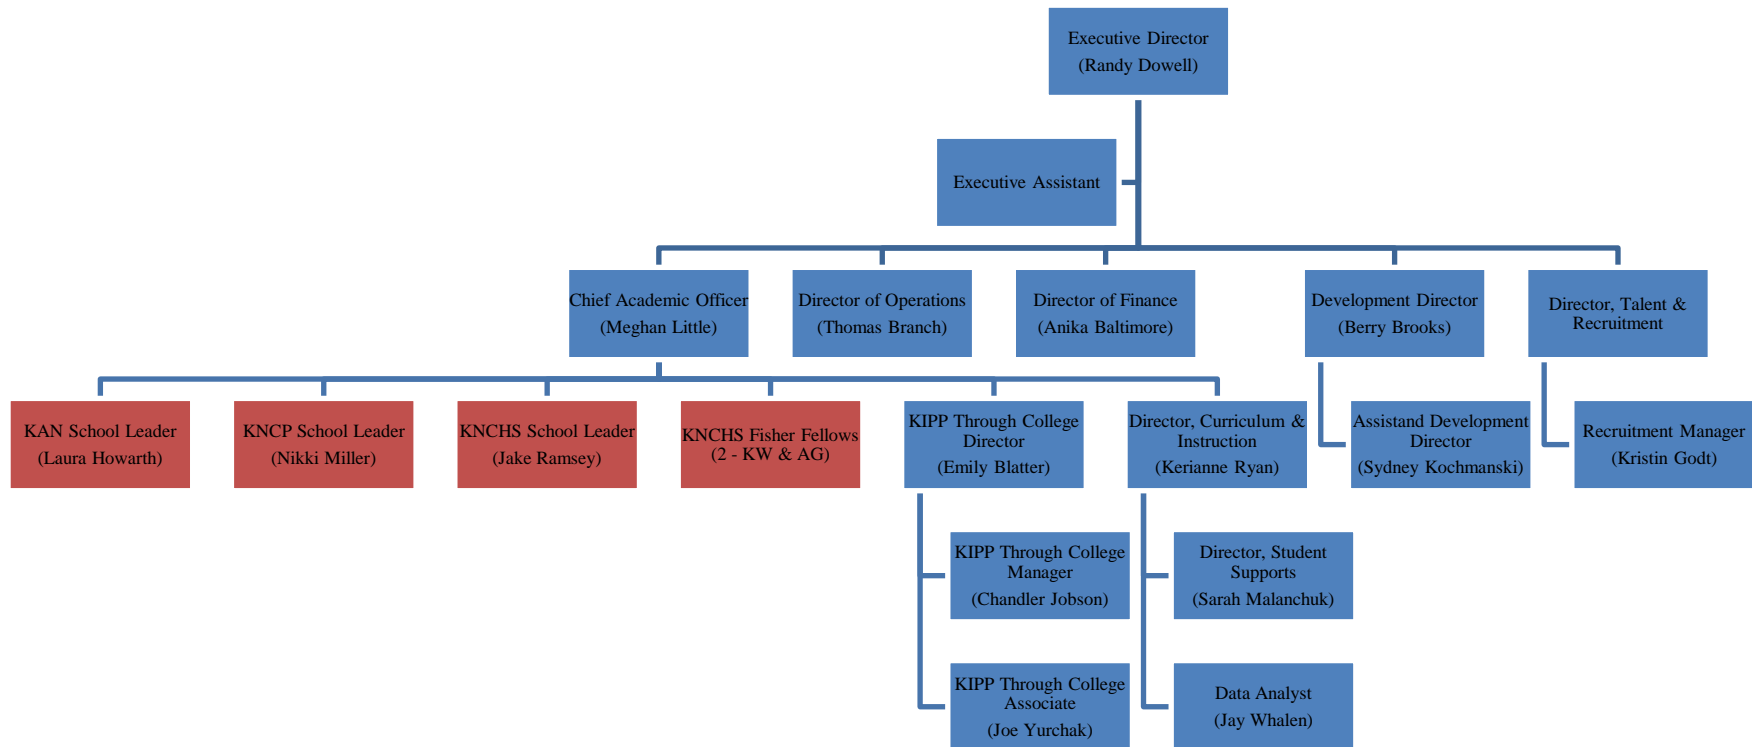 Executive Director
(Randy Dowell)
Executive Assistant
Chief Academic Officer
(Meghan Little)
Director of Operations
(Thomas Branch)
Director of Finance
(Anika Baltimore)
Development Director
(Berry Brooks)
Director, Talent &
Recruitment
KAN School Leader
(Laura Howarth)
KNCP School Leader
(Nikki Miller)
KNCHS School Leader
(Jake Ramsey)
KNCHS Fisher Fellows
(2 - KW & AG)
KIPP Through College
Director
(Emily Blatter)
Director, Curriculum &
Instruction
(Kerianne Ryan)
Assistand Development
Director
(Sydney Kochmanski)
Recruitment Manager
(Kristin Godt)
KIPP Through College
Manager
(Chandler Jobson)
Director, Student
Supports
(Sarah Malanchuk)
KIPP Through College
Associate
(Joe Yurchak)
Data Analyst
(Jay Whalen)